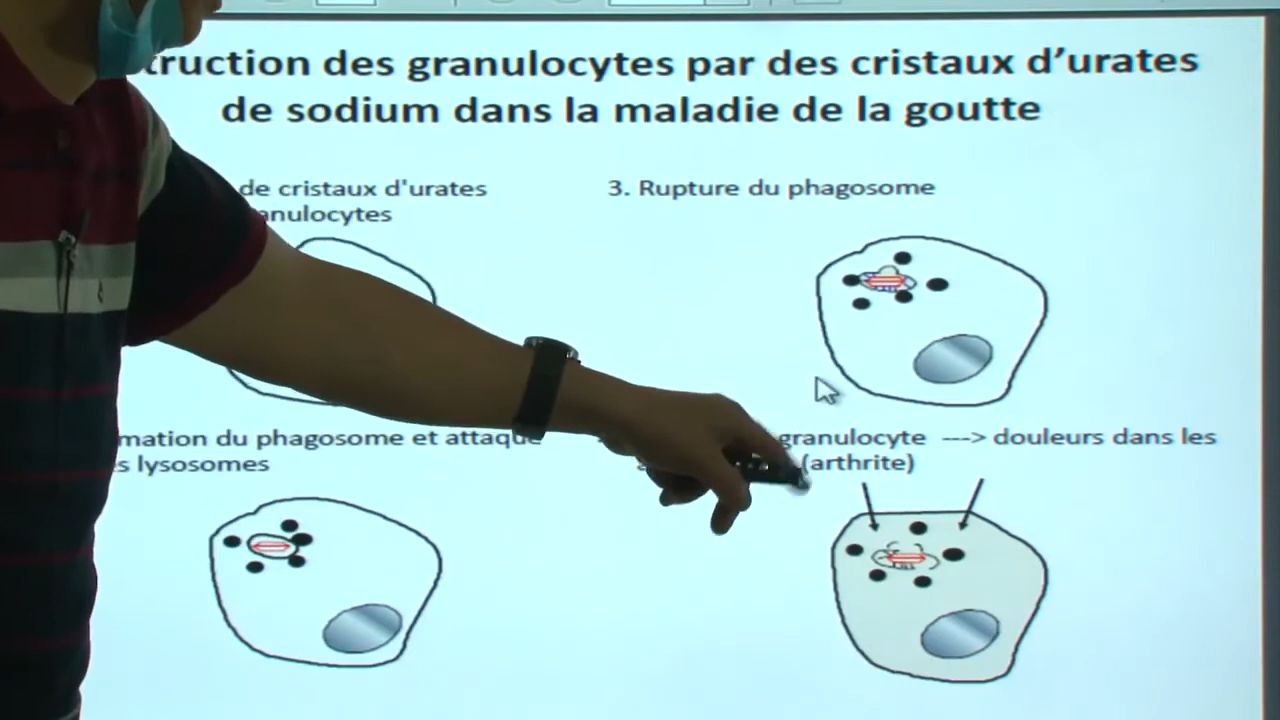 truction des granulocytes par des cristaux d’urates
de sodium dans la maladie de la goutte
de cristaux d'urates
anulocytes
3. Rupture du phagosome
mation du phagosome et attaque
s lysosomes
granulocyte ---> douleurs dans les
(arthrite)